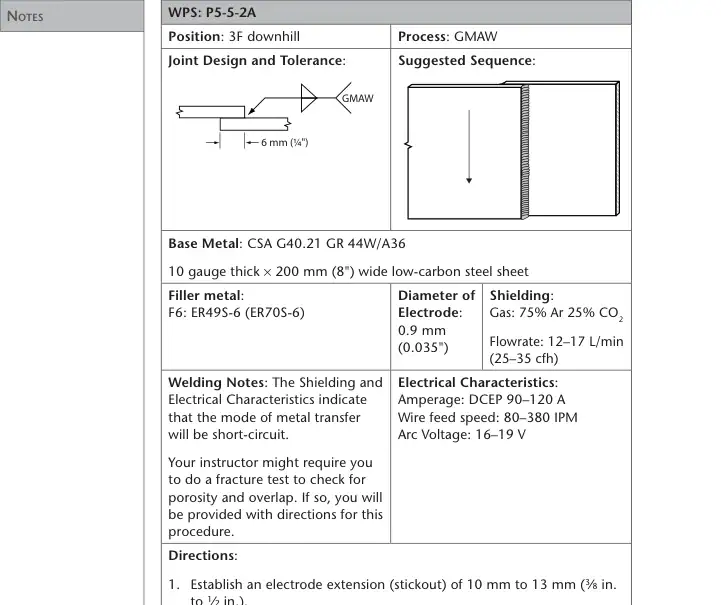 NOTES
WPS: P5-5-2A
Position: 3F downhill
Process: GMAW
Joint Design and Tolerance:
GMAW
6 mm (¼")
Suggested Sequence:
Base Metal: CSA G40.21 GR 44W/A36
10 gauge thick × 200 mm (8") wide low-carbon steel sheet
Filler metal:
F6: ER49S-6 (ER70S-6)
Diameter of
Electrode:
0.9 mm
(0.035")
Shielding:
Gas: 75% Ar 25% CO2
Flowrate: 12–17 L/min
(25–35 cfh)
Welding Notes: The Shielding and
Electrical Characteristics indicate
that the mode of metal transfer
will be short-circuit.
Your instructor might require you
to do a fracture test to check for
porosity and overlap. If so, you will
be provided with directions for this
procedure.
Electrical Characteristics:
Amperage: DCEP 90–120 A
Wire feed speed: 80–380 IPM
Arc Voltage: 16–19 V
Directions:
1. Establish an electrode extension (stickout) of 10 mm to 13 mm (⅜ in.
to ½ in.).